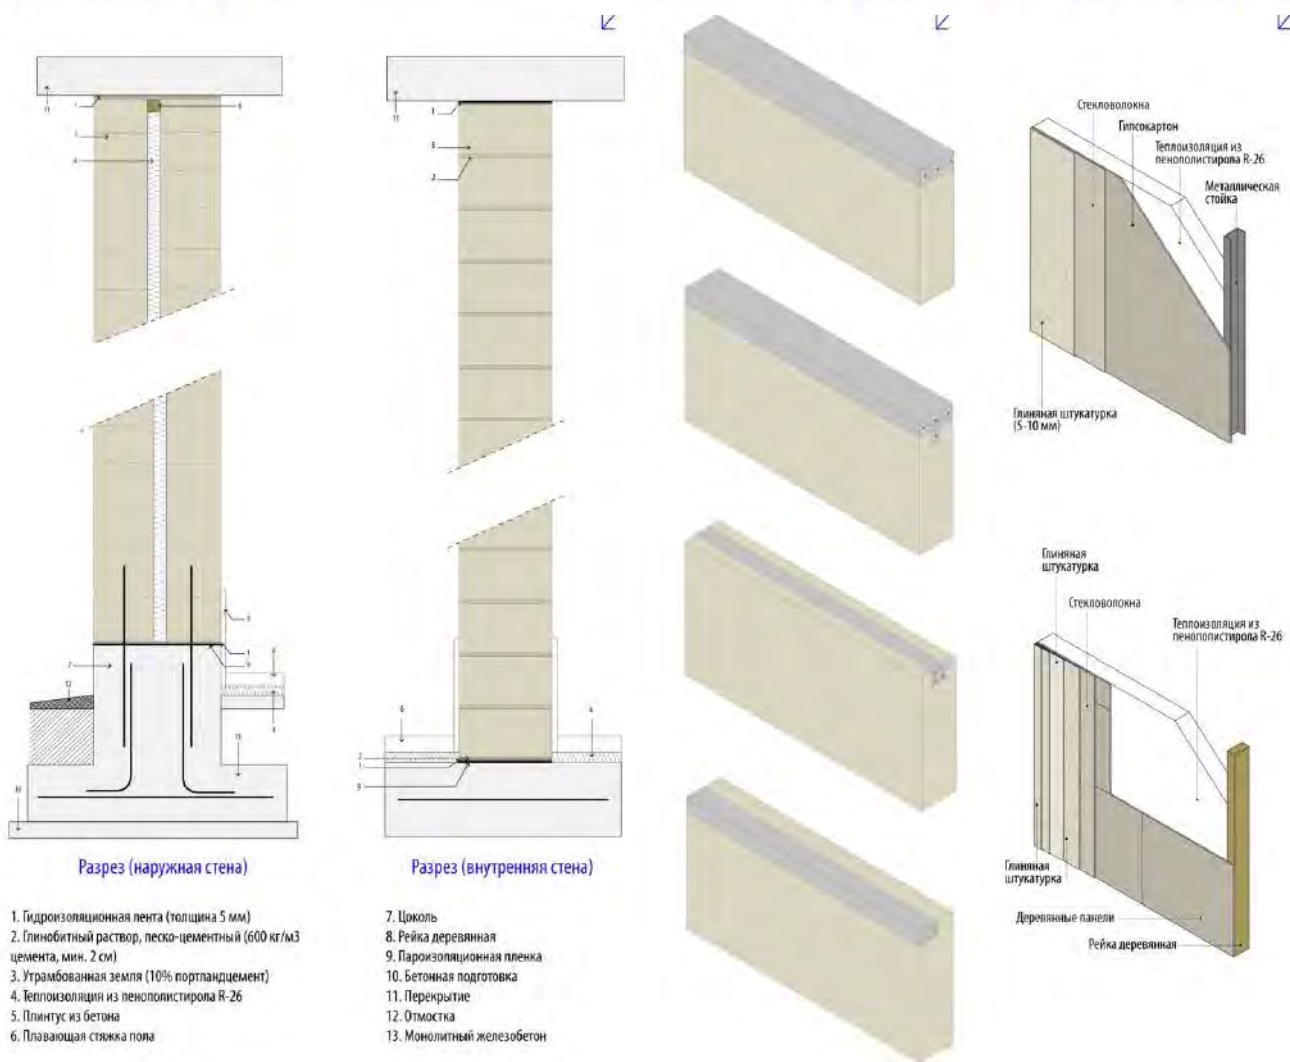 Стекловолокна
Гипсокартон
Теплоизоляция из
пенополистирола R-26
Металлическая
стойка
Глиняная штукатурка
(5-10 мм)
Глиняная
штукатурка
Стекловолокна
Теплоизоляция из
пенополистирола R-26
Глиняная
штукатурка
Деревянные панели
Рейка деревянная
Разрез (наружная стена)
Разрез (внутренняя стена)
1. Гидроизоляционная лента (толщина 5 мм)
2. Глинобитный раствор, песко-цементный (600 кг/м3
цемента, мин. 2 см)
3. Утрамбованная земля (10% портландцемент)
4. Теплоизоляция из пенополистирола R-26
5. Плинтус из бетона
6. Плавающая стяжка пола
7. Цоколь
8. Рейка деревянная
9. Пароизоляционная пленка
10. Бетонная подготовка
11. Перекрытие
12. Отмостка
13. Монолитный железобетон